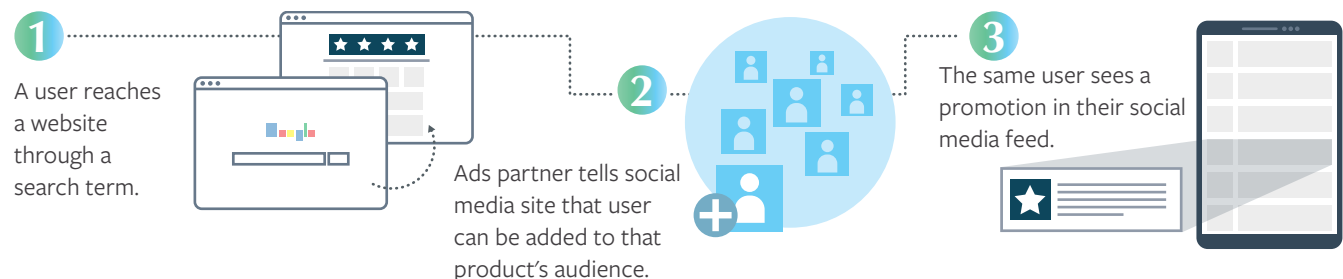 1
A user reaches
a website
through a
search term.
2
Ads partner tells social
media site that user
can be added to that
product's audience.
3
The same user sees a
promotion in their social
media feed.